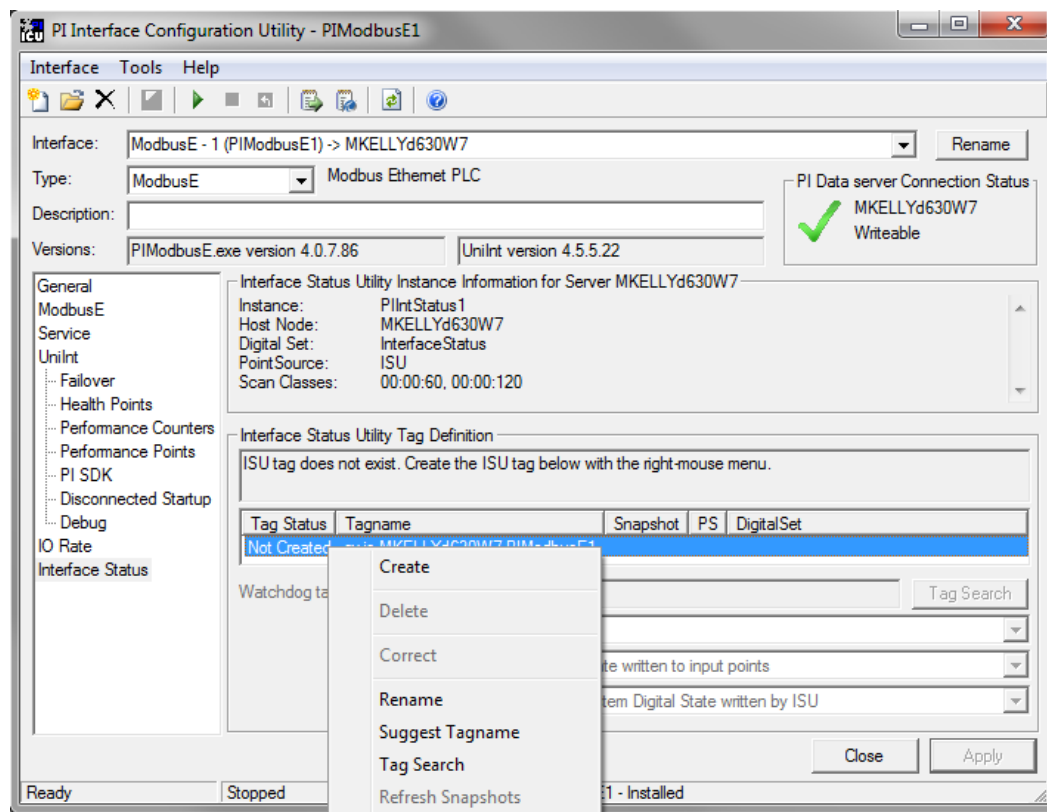 PI Interface Configuration Utility - PIModbusE1
Interface Tools Help
Interface: ModbusE - 1 (PIModbusE1) -> MKELLYd630W7 Rename
Type: ModbusE Modbus Ethernet PLC
PI Data server Connection Status
MKELLYd630W7
Writeable
Description:
Versions: PIModbusE.exe version 4.0.7.86 UniInt version 4.5.5.22
General
ModbusE
Service
UniInt
Failover
Health Points
Performance Counters
Performance Points
PI SDK
Disconnected Startup
Debug
IO Rate
Interface Status
Interface Status Utility Instance Information for Server MKELLYd630W7
Instance: PIIntStatus1
Host Node: MKELLYd630W7
Digital Set: InterfaceStatus
PointSource: ISU
Scan Classes: 00:00:60, 00:00:120
Interface Status Utility Tag Definition
ISU tag does not exist. Create the ISU tag below with the right-mouse menu.
Tag Status Tagname Snapshot PS DigitalSet
Not Created MKELLYd630W7 PIModbusE1
Watchdog ta Tag Search
te written to input points
tem Digital State written by ISU
Create
Delete
Correct
Rename
Suggest Tagname
Tag Search
Refresh Snapshots
Close Apply
Ready Stopped E1 - Installed